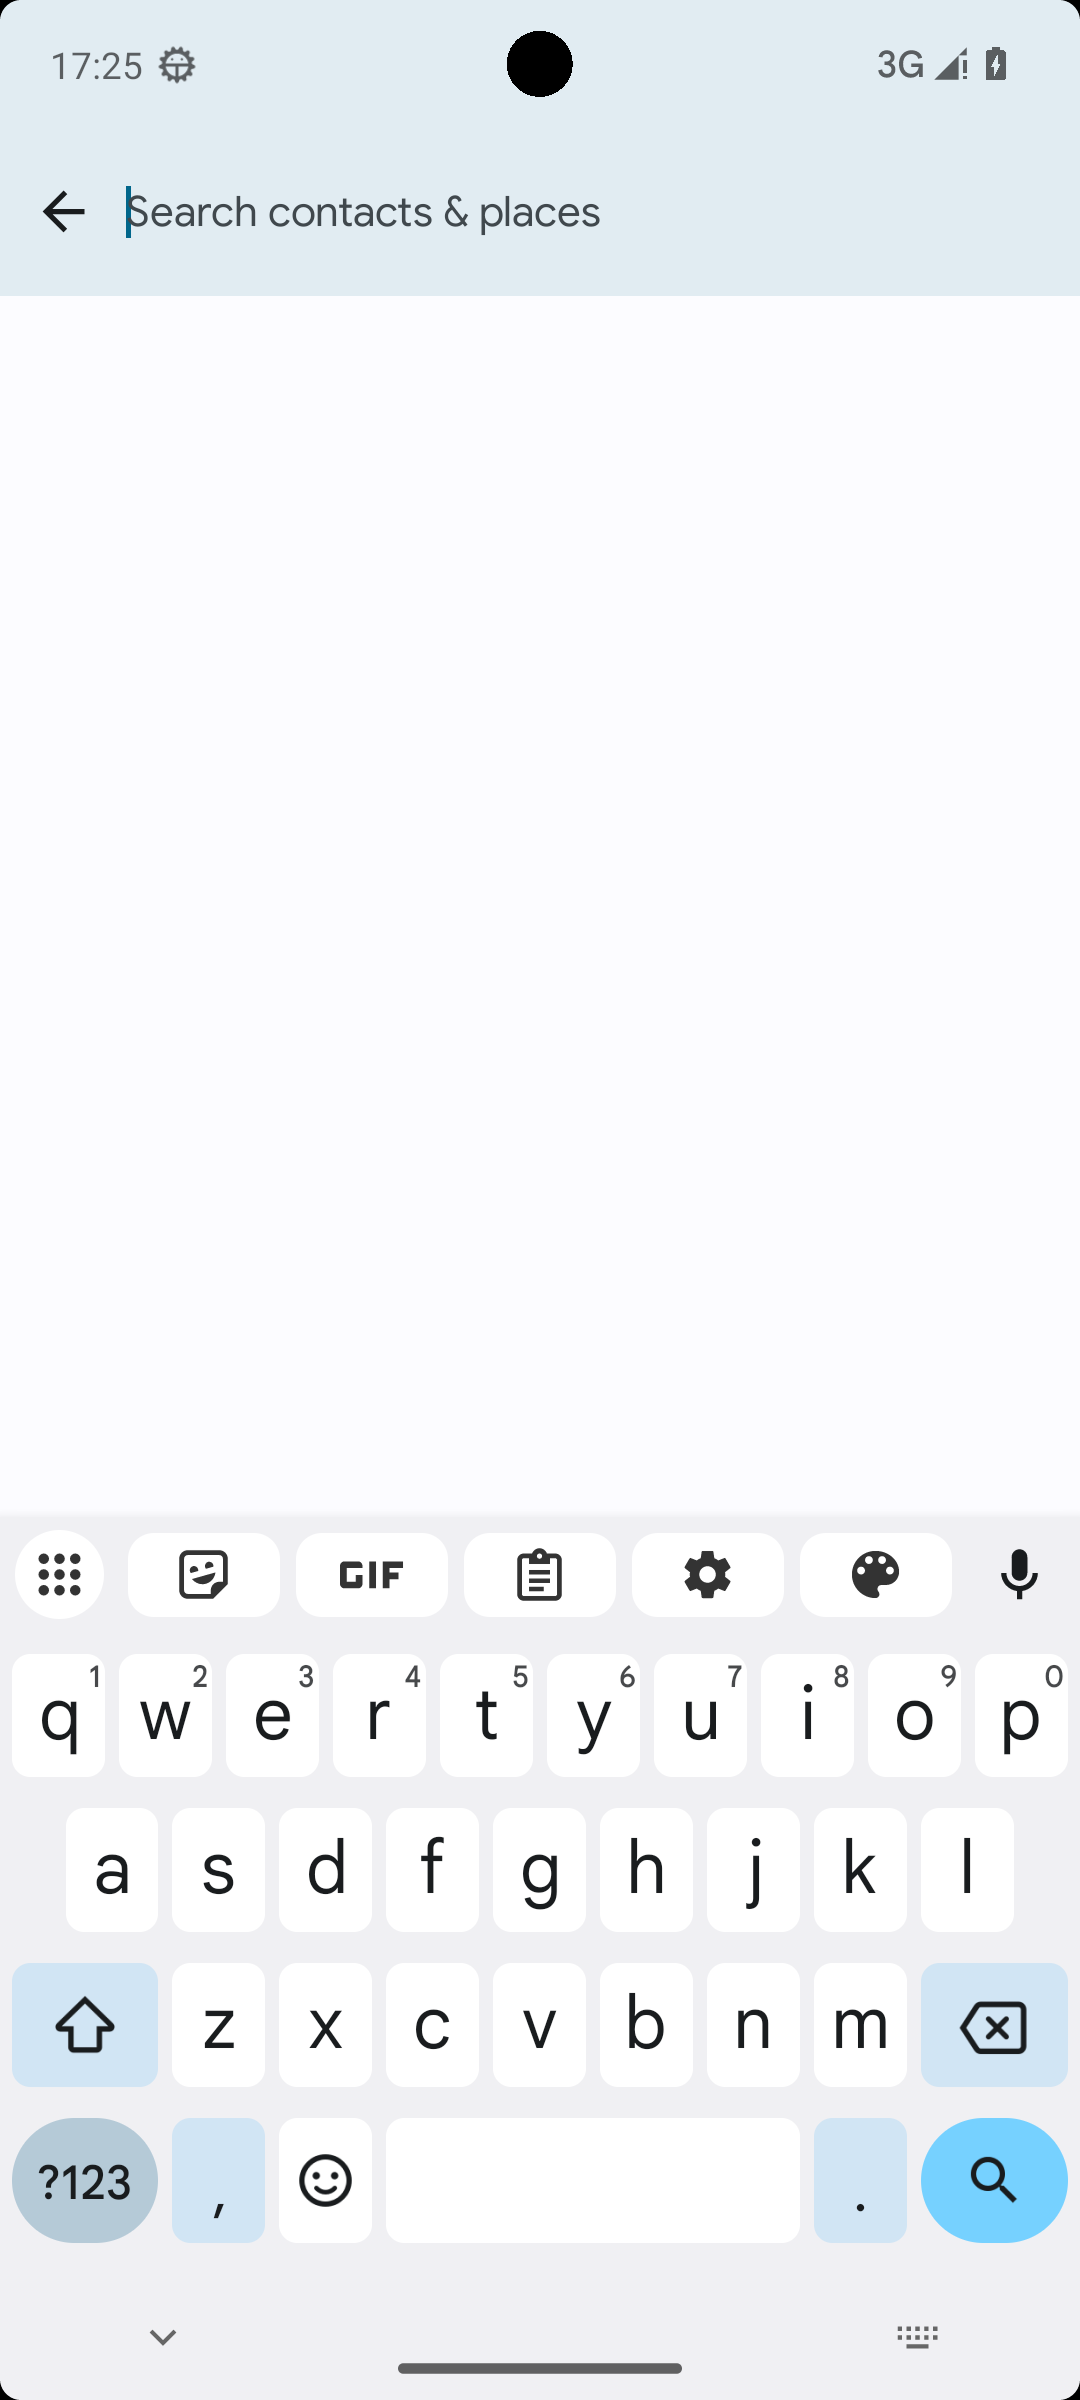 17:25 3G
Search contacts & places
GIF
q1 w2 e3 r4 t5 y6 u7 i8 o9 p0
a s d f g h j k l
z x c v b n m
?123 , .